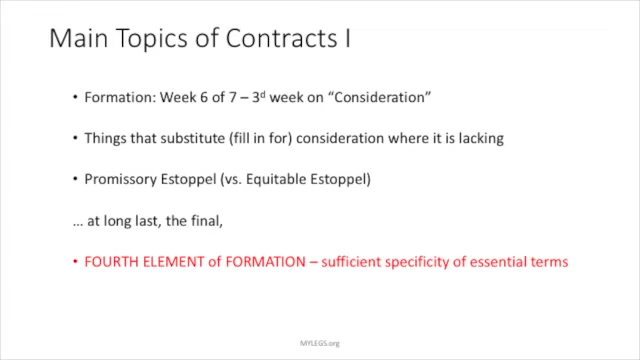 Main Topics of Contracts I
• Formation: Week 6 of 7 – 3ᵈ week on “Consideration”
• Things that substitute (fill in for) consideration where it is lacking
• Promissory Estoppel (vs. Equitable Estoppel)
… at long last, the final,
• FOURTH ELEMENT of FORMATION – sufficient specificity of essential terms
MYLEGS.org